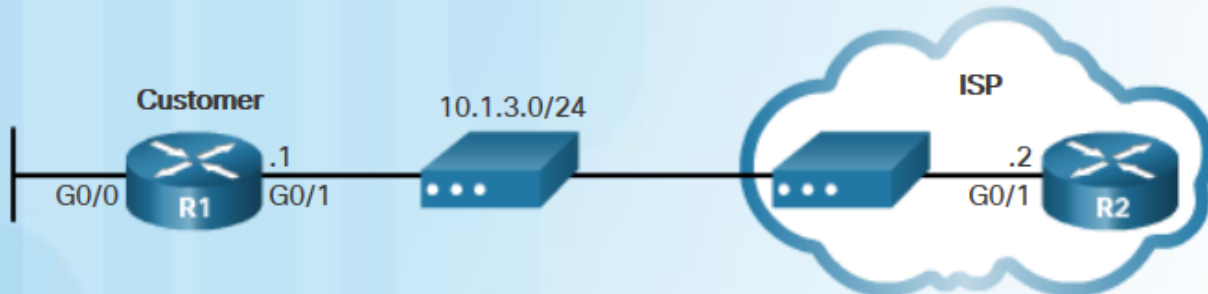 Customer
10.1.3.0/24
ISP
.1
.2
G0/0
R1
G0/1
G0/1
R2